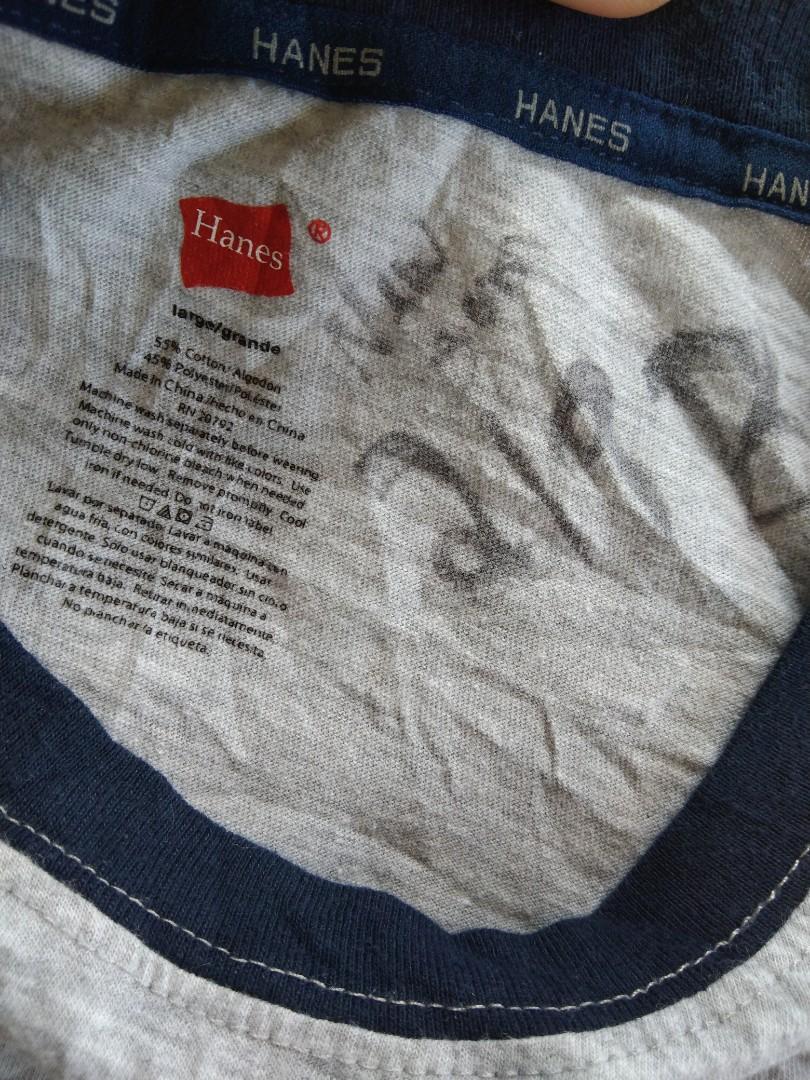 HANES HANES
Hanes ®
large/grande
55% Cotton/Algodón
45% Polyester/Poliéster
Made in China/hecho en China
RN 20792
Machine wash separately before wearing
Machine wash cold with like colors. Use
only non-chlorine bleach when needed
Tumble dry low. Remove promptly. Cool
iron if needed. Do not iron label
Lavar por separado. Lavar a máquina con
agua fría, con colores similares. Usar
detergente. Solo usar blanqueador sin cloro
cuando se necesite. Secar a máquina a
temperatura baja. Retirar inmediatamente.
Planchar a temperatura baja si se necesita.
No planchar la etiqueta.